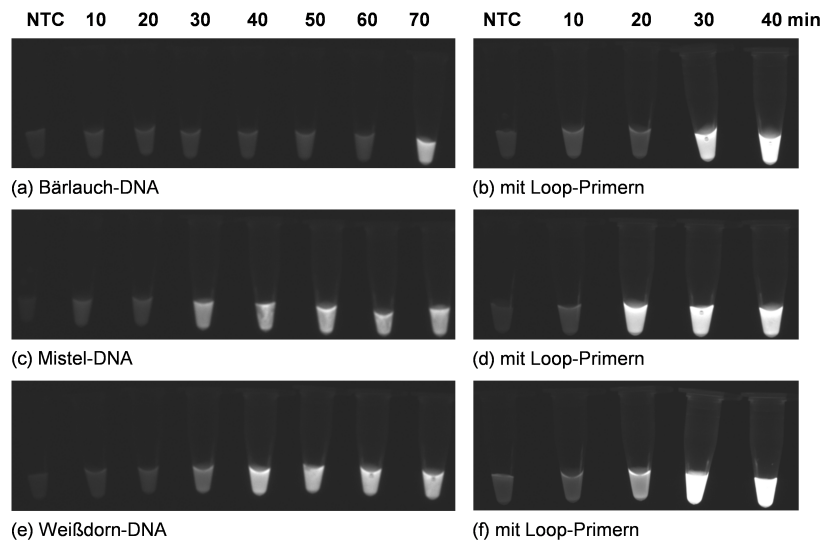 NTC 10 20 30 40 50 60 70 NTC 10 20 30 40 min
(a) Bärlauch-DNA (b) mit Loop-Primern
(c) Mistel-DNA (d) mit Loop-Primern
(e) Weißdorn-DNA (f) mit Loop-Primern